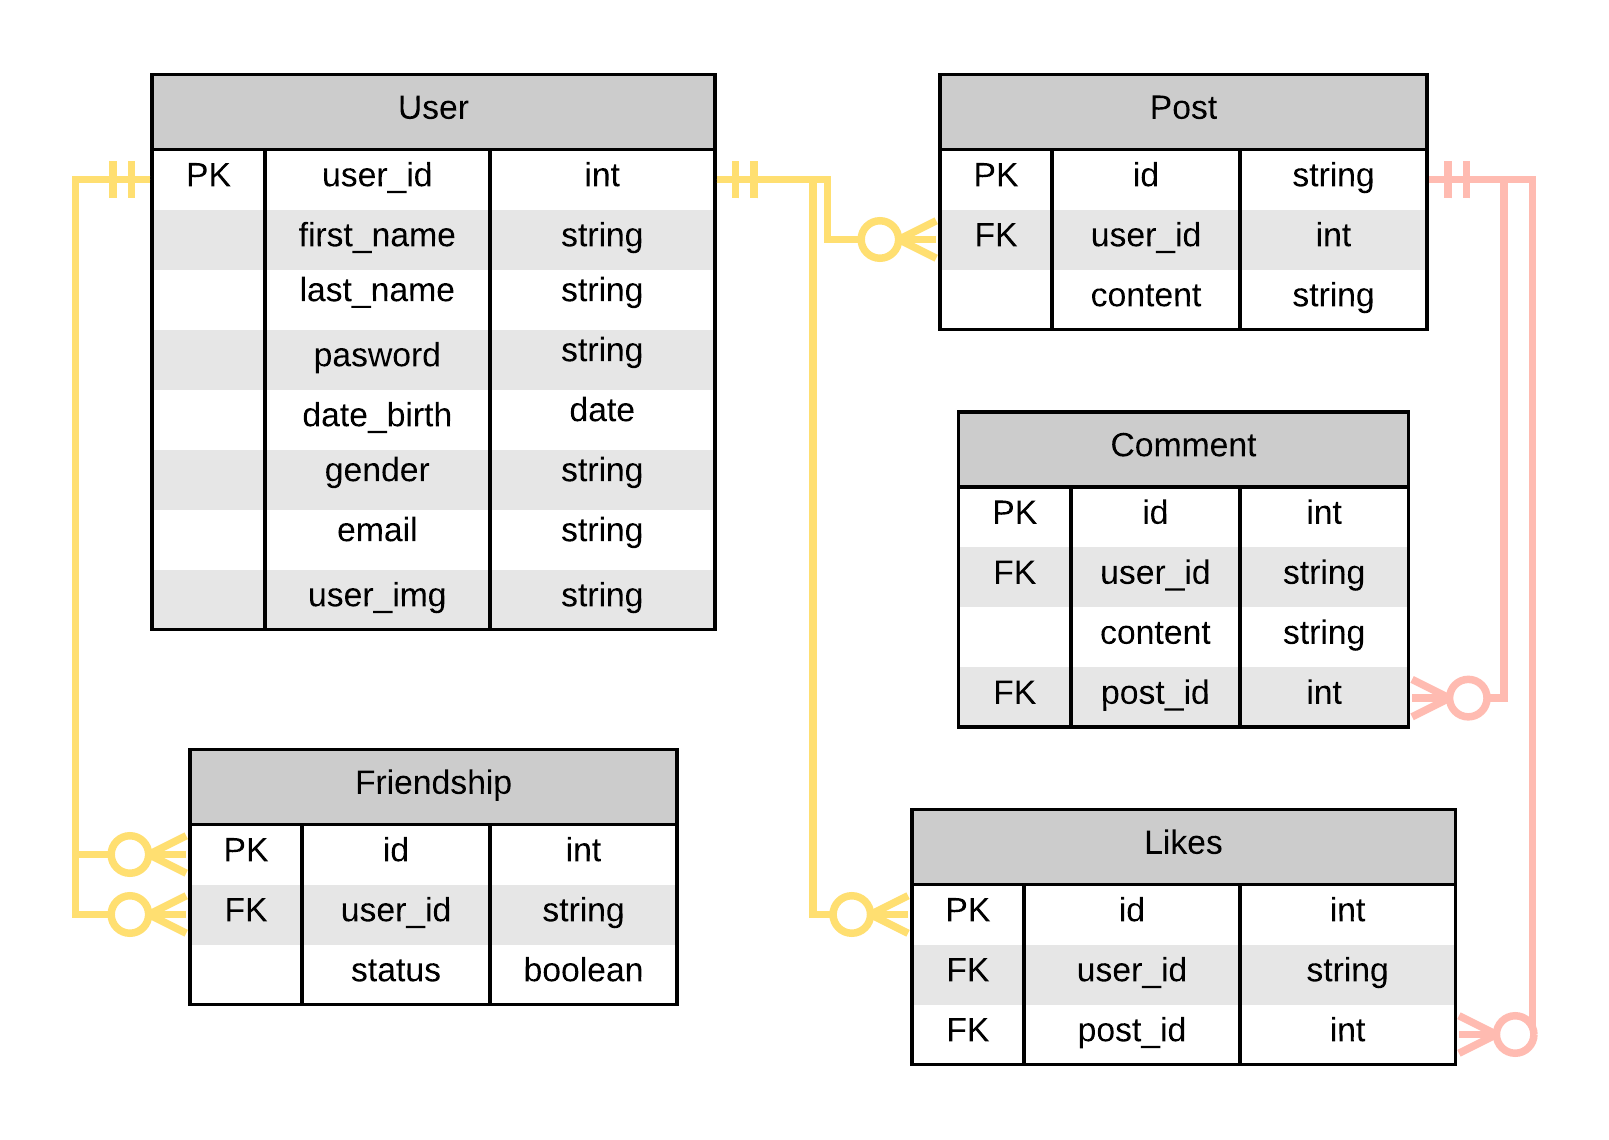 User
PK user_id int
first_name string
last_name string
pasword string
date_birth date
gender string
email string
user_img string
Post
PK id string
FK user_id int
content string
Comment
PK id int
FK user_id string
content string
FK post_id int
Friendship
PK id int
FK user_id string
status boolean
Likes
PK id int
FK user_id string
FK post_id int